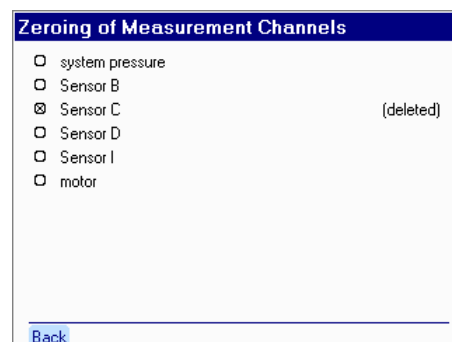 Zeroing of Measurement Channels
system pressure
Sensor B
Sensor C (deleted)
Sensor D
Sensor I
motor
Back